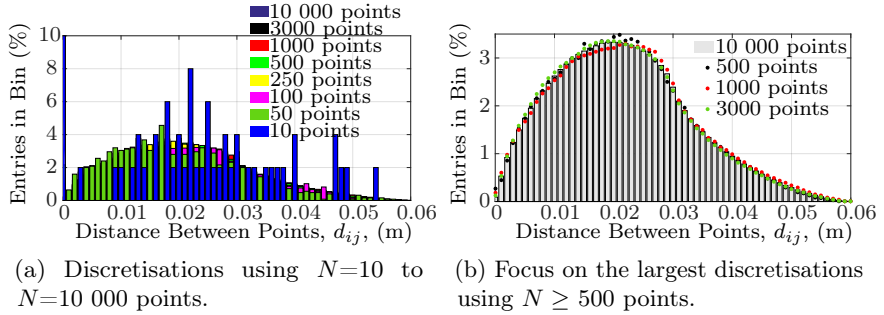 10 000 points
3000 points
1000 points
500 points
250 points
100 points
50 points
10 points
Entries in Bin (%)
10
8
6
4
2
0
0
0.01
0.02
0.03
0.04
0.05
0.06
Distance Between Points, dij, (m)
(a) Discretisations using N=10 to
N=10 000 points.
10 000 points
500 points
1000 points
3000 points
Entries in Bin (%)
3
2
1
0
0
0.01
0.02
0.03
0.04
0.05
0.06
Distance Between Points, dij, (m)
(b) Focus on the largest discretisations
using N ≥ 500 points.